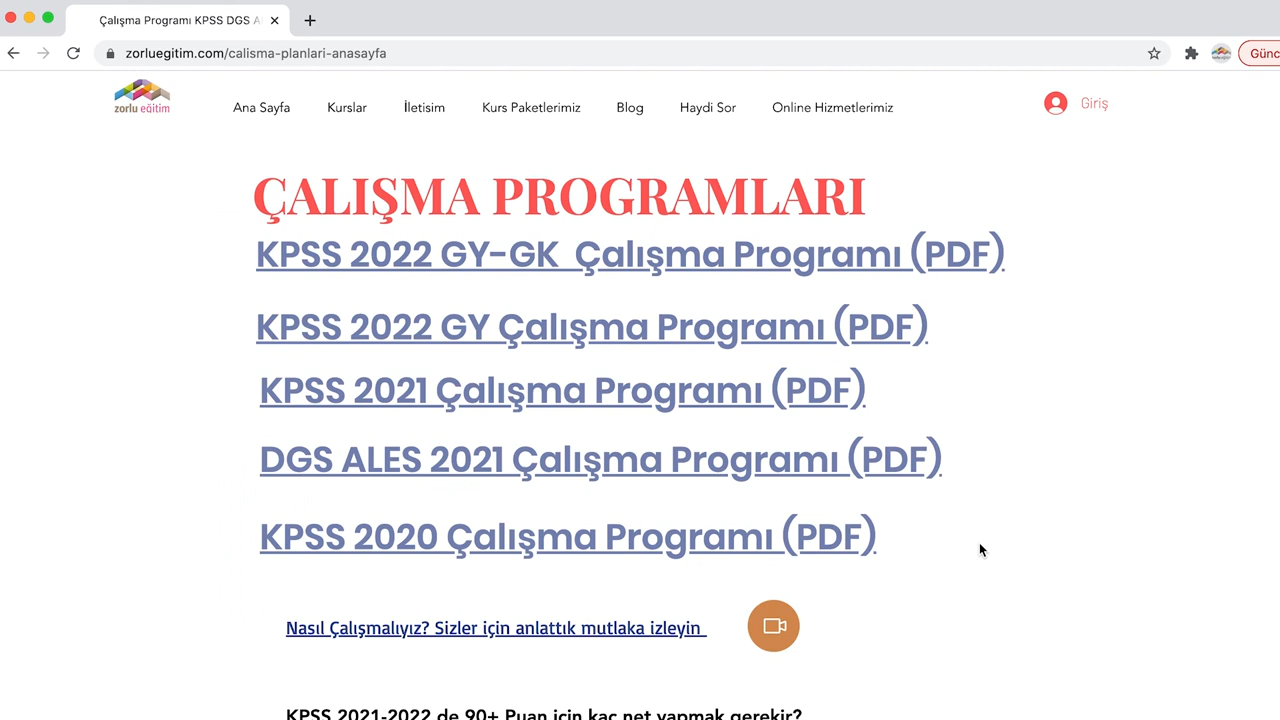 Çalışma Programı KPSS DGS A
zorluegitim.com/calisma-planlari-anasayfa
Günc
zorlu eğitim
Ana Sayfa Kurslar İletisim Kurs Paketlerimiz Blog Haydi Sor Online Hizmetlerimiz Giriş
ÇALIŞMA PROGRAMLARI
KPSS 2022 GY-GK Çalışma Programı (PDF)
KPSS 2022 GY Çalışma Programı (PDF)
KPSS 2021 Çalışma Programı (PDF)
DGS ALES 2021 Çalışma Programı (PDF)
KPSS 2020 Çalışma Programı (PDF)
Nasıl Çalışmalıyız? Sizler için anlattık mutlaka izleyin
KPSS 2021-2022 de 90+ Puan için kaç net yapmak gerekir?